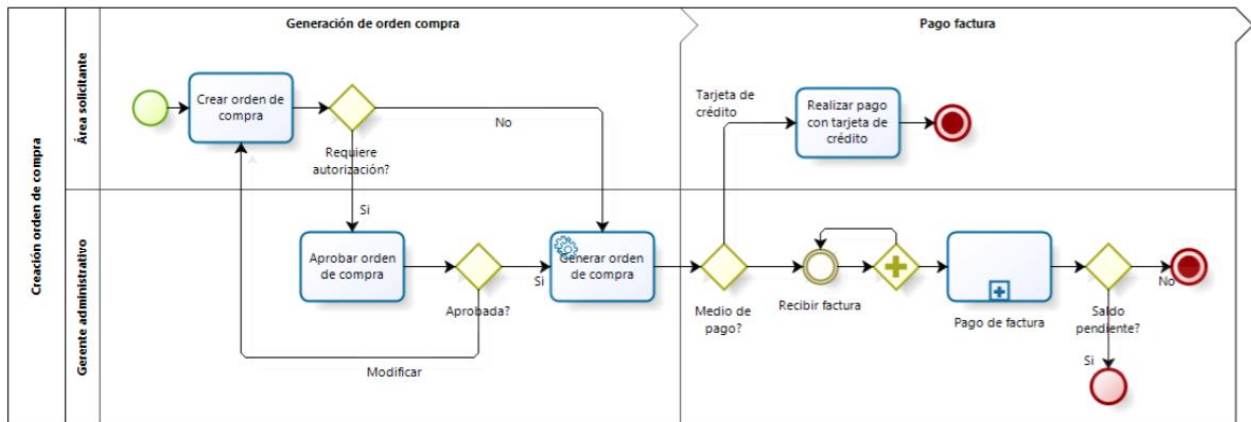 Generación de orden compra
Pago factura
Creación orden de compra
Área solicitante
Crear orden de
compra
No
Requiere
autorización?
Si
Tarjeta de
crédito
Realizar pago
con tarjeta de
crédito
Gerente administrativo
Aprobar orden
de compra
Aprobada?
Si
Modificar
Generar orden
de compra
Medio de
pago?
Recibir factura
Pago de factura
Saldo
pendiente?
No
Si